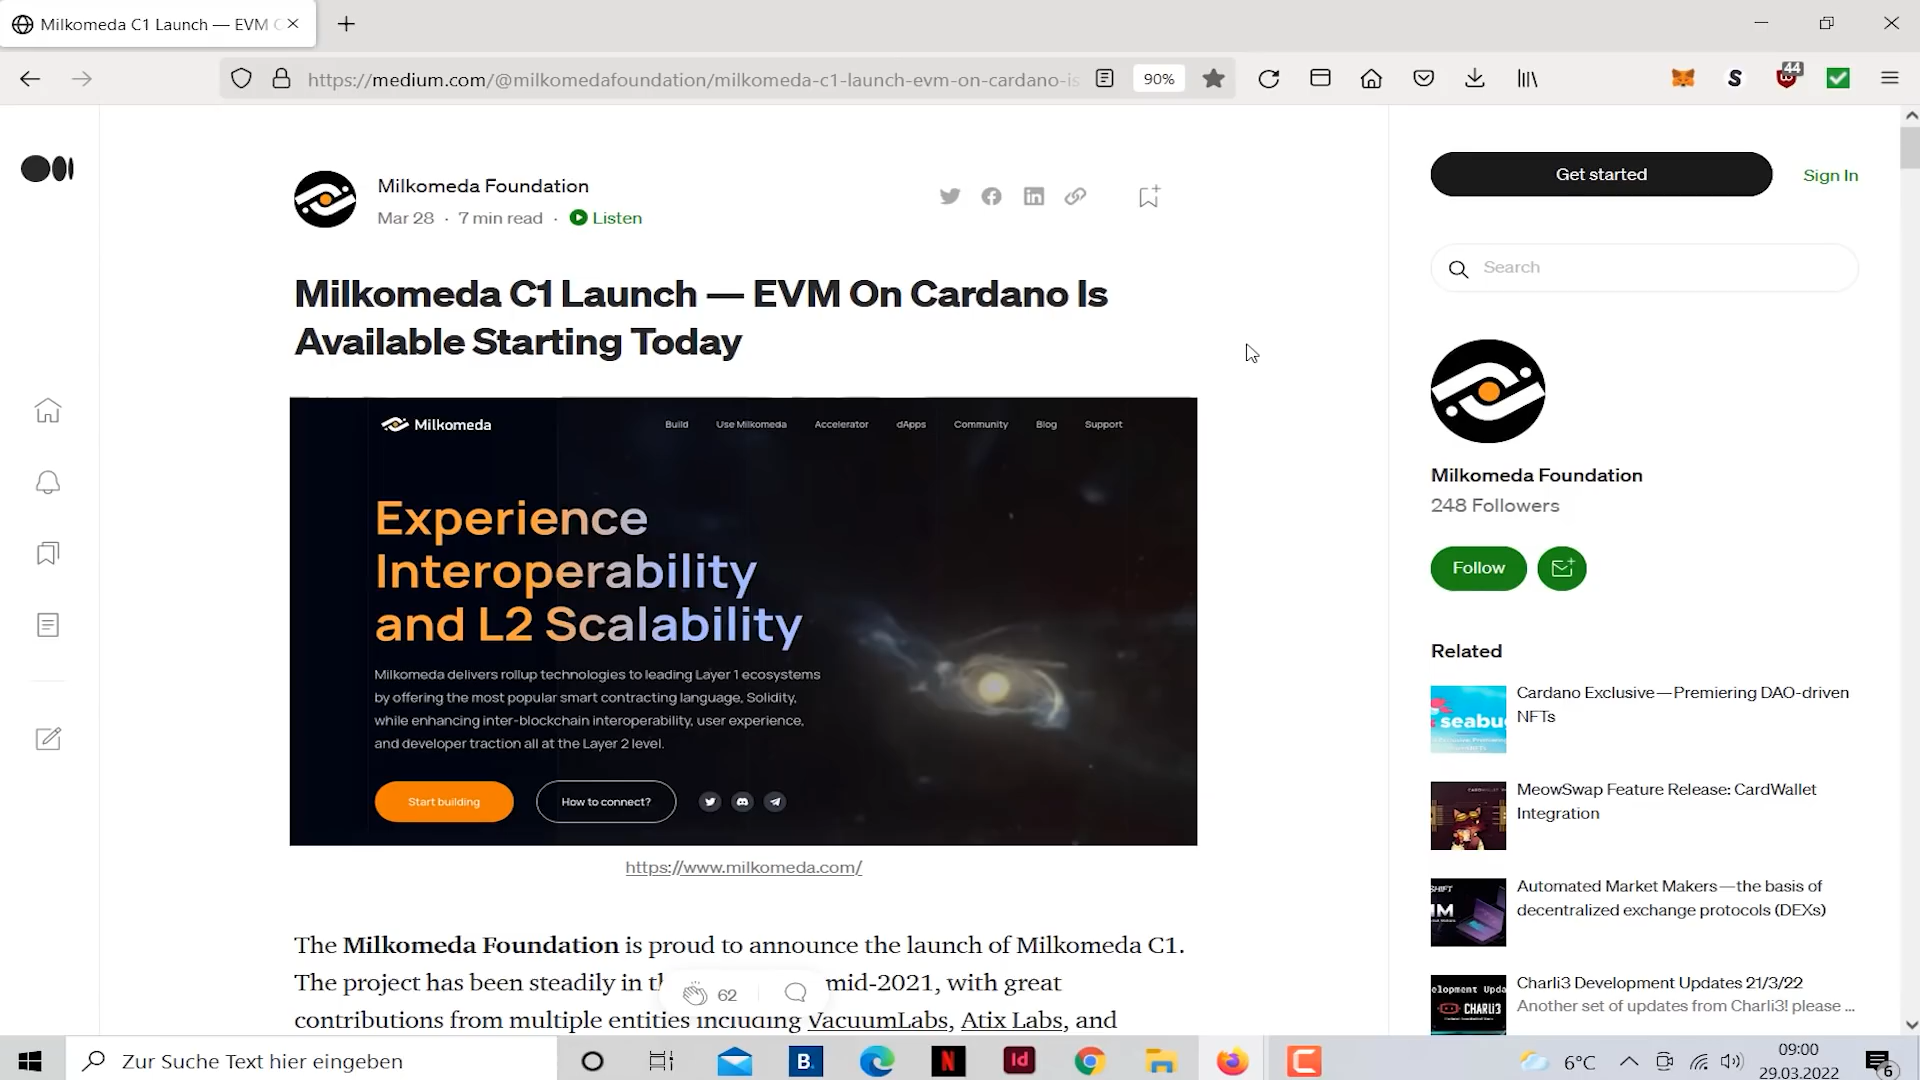 Milkomeda C1 Launch — EVM
https://medium.com/@milkomedafoundation/milkomeda-c1-launch-evm-on-cardano-is
90%
S
44
Milkomeda Foundation
Mar 28 · 7 min read · Listen
Milkomeda C1 Launch — EVM On Cardano Is
Available Starting Today
Milkomeda
Build Use Milkomeda Accelerator dApps Community Blog Support
Experience
Interoperability
and L2 Scalability
Milkomeda delivers rollup technologies to leading Layer 1 ecosystems
by offering the most popular smart contracting language, Solidity,
while enhancing inter-blockchain interoperability, user experience,
and developer traction all at the Layer 2 level.
Start building How to connect?
https://www.milkomeda.com/
The Milkomeda Foundation is proud to announce the launch of Milkomeda C1.
The project has been steadily in mid-2021, with great
contributions from multiple entities including VacuumLabs, Atix Labs, and
62
Get started Sign In
Search
Milkomeda Foundation
248 Followers
Follow
Related
Cardano Exclusive — Premiering DAO-driven
NFTs
seabu
MeowSwap Feature Release: CardWallet
Integration
Automated Market Makers — the basis of
decentralized exchange protocols (DEXs)
Charli3 Development Updates 21/3/22
Another set of updates from Charli3! please ...
CHARLI3
Zur Suche Text hier eingeben
B.
N
Id
6°C
09:00
29.03.2022
6